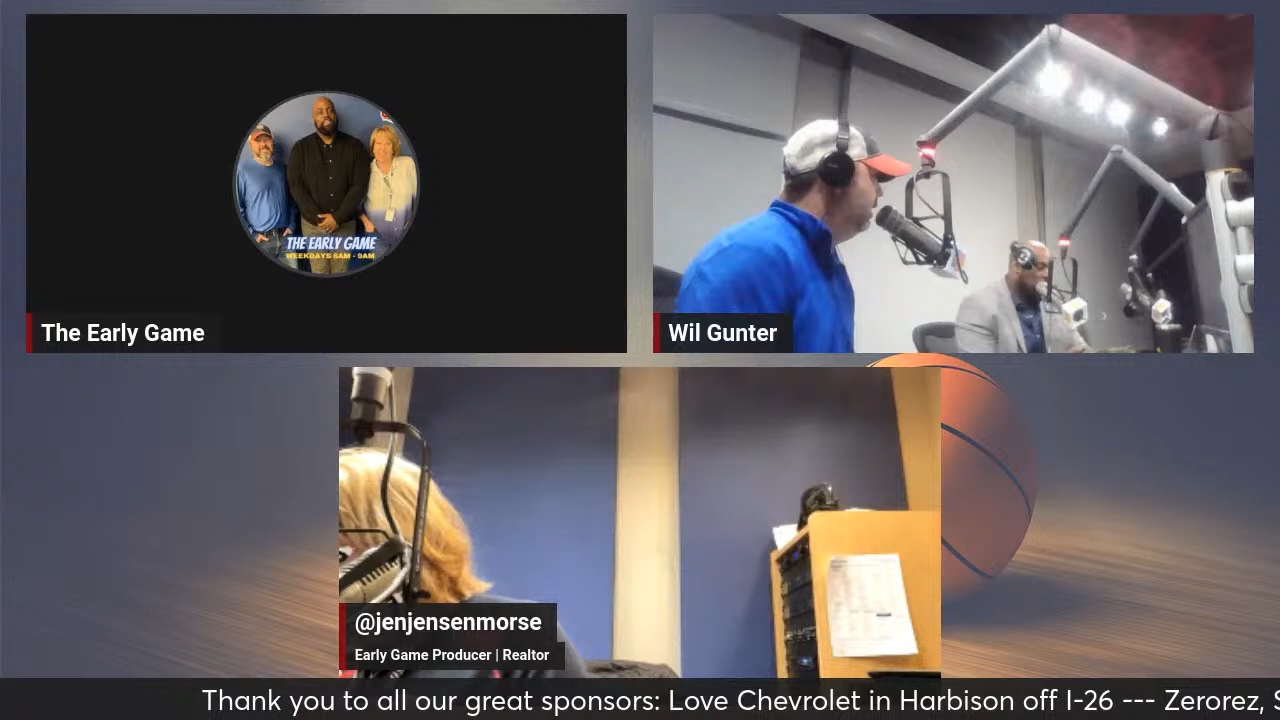 THE EARLY GAME
WEEKDAYS 6AM - 9AM
The Early Game
Wil Gunter
@jenjensenmorse
Early Game Producer | Realtor
Thank you to all our great sponsors: Love Chevrolet in Harbison off I-26 --- Zerorez, S